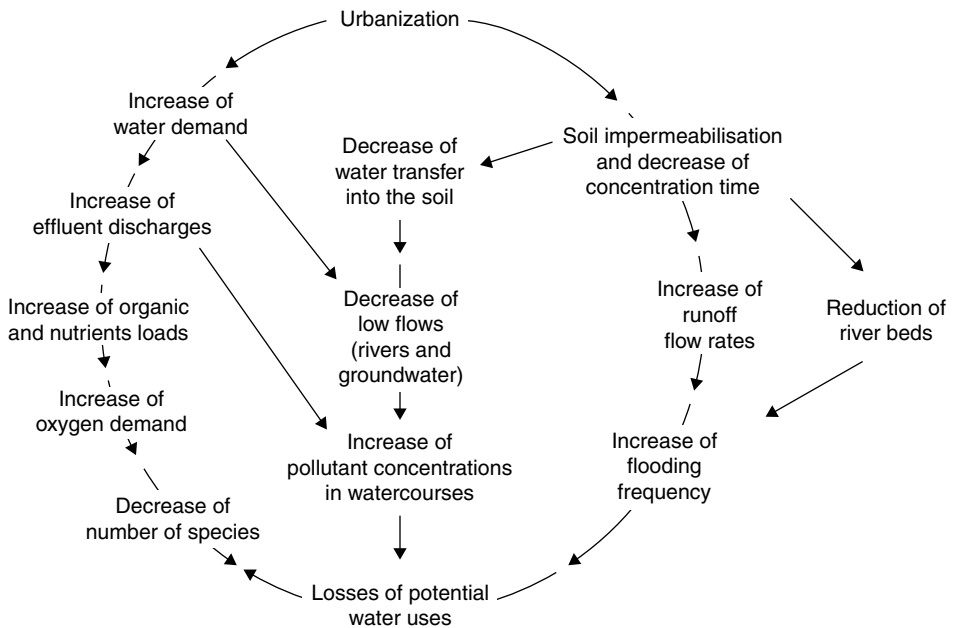 Urbanization
Increase of
water demand
Soil impermeabilisation
and decrease of
concentration time
Decrease of
water transfer
into the soil
Increase of
effluent discharges
Increase of organic
and nutrients loads
Decrease of
low flows
(rivers and
groundwater)
Increase of
runoff
flow rates
Reduction of
river beds
Increase of
oxygen demand
Increase of
pollutant concentrations
in watercourses
Increase of
flooding
frequency
Decrease of
number of species
Losses of potential
water uses